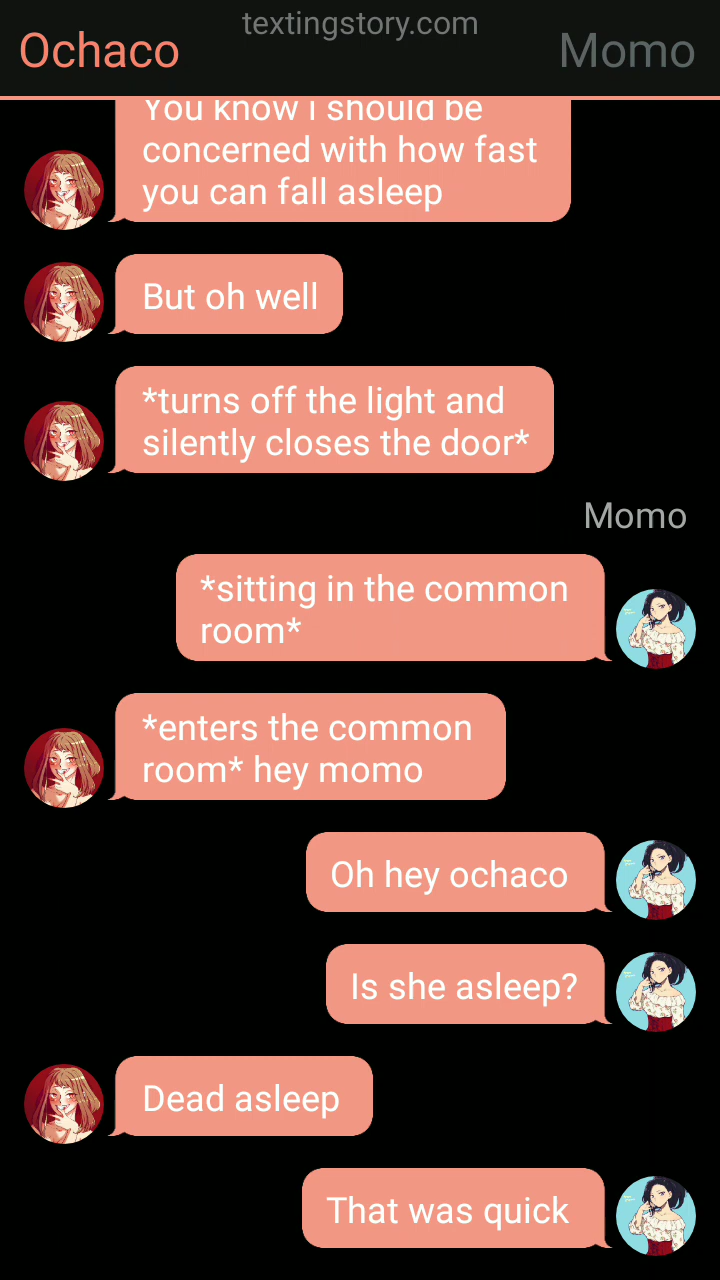 textingstory.com
Ochaco
Momo
You know i should be
concerned with how fast
you can fall asleep
But oh well
*turns off the light and
silently closes the door*
Momo
*sitting in the common
room*
*enters the common
room* hey momo
Oh hey ochaco
Is she asleep?
Dead asleep
That was quick